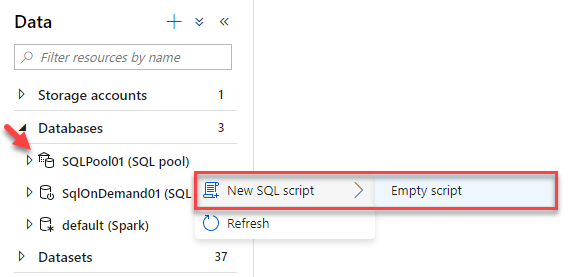 Data
Filter resources by name
Storage accounts 1
Databases 3
SQLPool01 (SQL pool)
SqlOnDemand01 (SQL
New SQL script
Empty script
default (Spark)
Refresh
Datasets 37